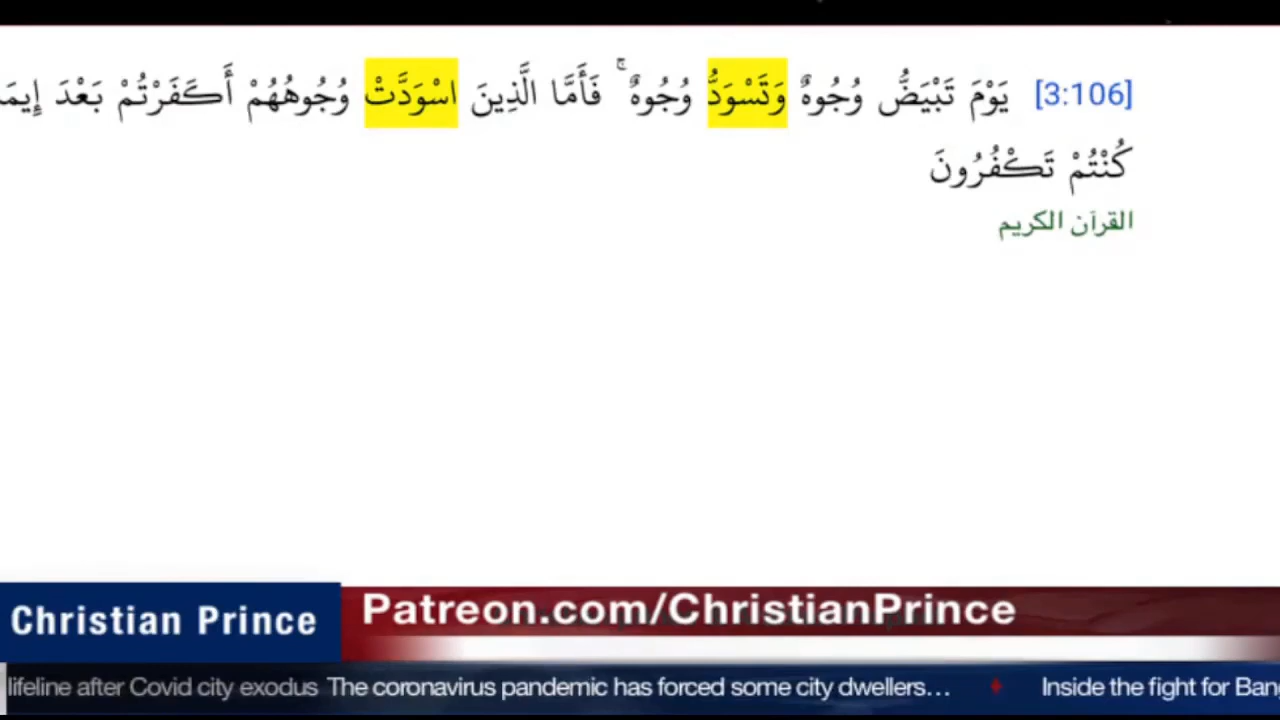 [3:106] يَوْمَ تَبْيَضُّ وُجُوهٌ وَتَسْوَدُّ وُجُوهٌ ۚ فَأَمَّا الَّذِينَ اسْوَدَّتْ وُجُوهُهُمْ أَكَفَرْتُمْ بَعْدَ
كُنْتُمْ تَكْفُرُونَ
القرآن الكريم
Patreon.com/ChristianPrince
Christian Prince
lifeline after Covid city exodus The coronavirus pandemic has forced some city dwellers... ♦ Inside the fight for